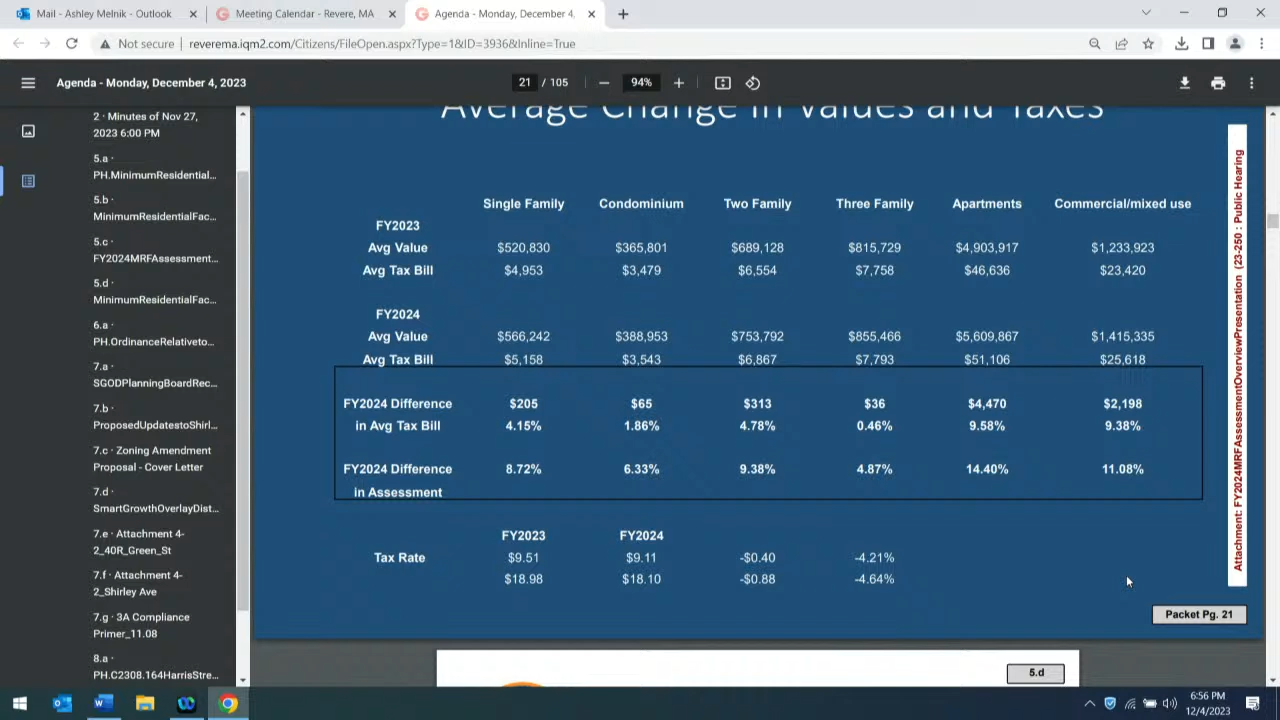 Mail - Ashley Melnik - Outlook
Meeting Calendar - Revere, MA
Agenda - Monday, December 4,
Not secure
reverema.iqm2.com/Citizens/FileOpen.aspx?Type=1&ID=3936&Inline=True
Agenda - Monday, December 4, 2023
21 / 105
94%
2 · Minutes of Nov 27,
2023 6:00 PM
5.a ·
PH.MinimumResidential...
5.b ·
MinimumResidentialFac...
5.c ·
FY2024MRFAssessment...
5.d ·
MinimumResidentialFac...
6.a ·
PH.OrdinanceRelativeto...
7.a ·
SGODPlanningBoardRec...
7.b ·
ProposedUpdatestoShirl...
7.c · Zoning Amendment
Proposal - Cover Letter
7.d ·
SmartGrowthOverlayDist...
7.e · Attachment 4-
2_40R_Green_St
7.f · Attachment 4-
2_Shirley Ave
7.g · 3A Compliance
Primer_11.08
8.a ·
PH.C2308.164HarrisStre...
Average Change in Values and Taxes
Single Family Condominium Two Family Three Family Apartments Commercial/mixed use
FY2023
Avg Value $520,830 $365,801 $689,128 $815,729 $4,903,917 $1,233,923
Avg Tax Bill $4,953 $3,479 $6,554 $7,758 $46,636 $23,420
FY2024
Avg Value $566,242 $388,953 $753,792 $855,466 $5,609,867 $1,415,335
Avg Tax Bill $5,158 $3,543 $6,867 $7,793 $51,106 $25,618
FY2024 Difference $205 $65 $313 $36 $4,470 $2,198
in Avg Tax Bill 4.15% 1.86% 4.78% 0.46% 9.58% 9.38%
FY2024 Difference 8.72% 6.33% 9.38% 4.87% 14.40% 11.08%
in Assessment
FY2023 FY2024
Tax Rate $9.51 $9.11 -$0.40 -4.21%
$18.98 $18.10 -$0.88 -4.64%
Attachment: FY2024MRFAssessmentOverviewPresentation (23-250 : Public Hearing
Packet Pg. 21
5.d
6:56 PM
12/4/2023